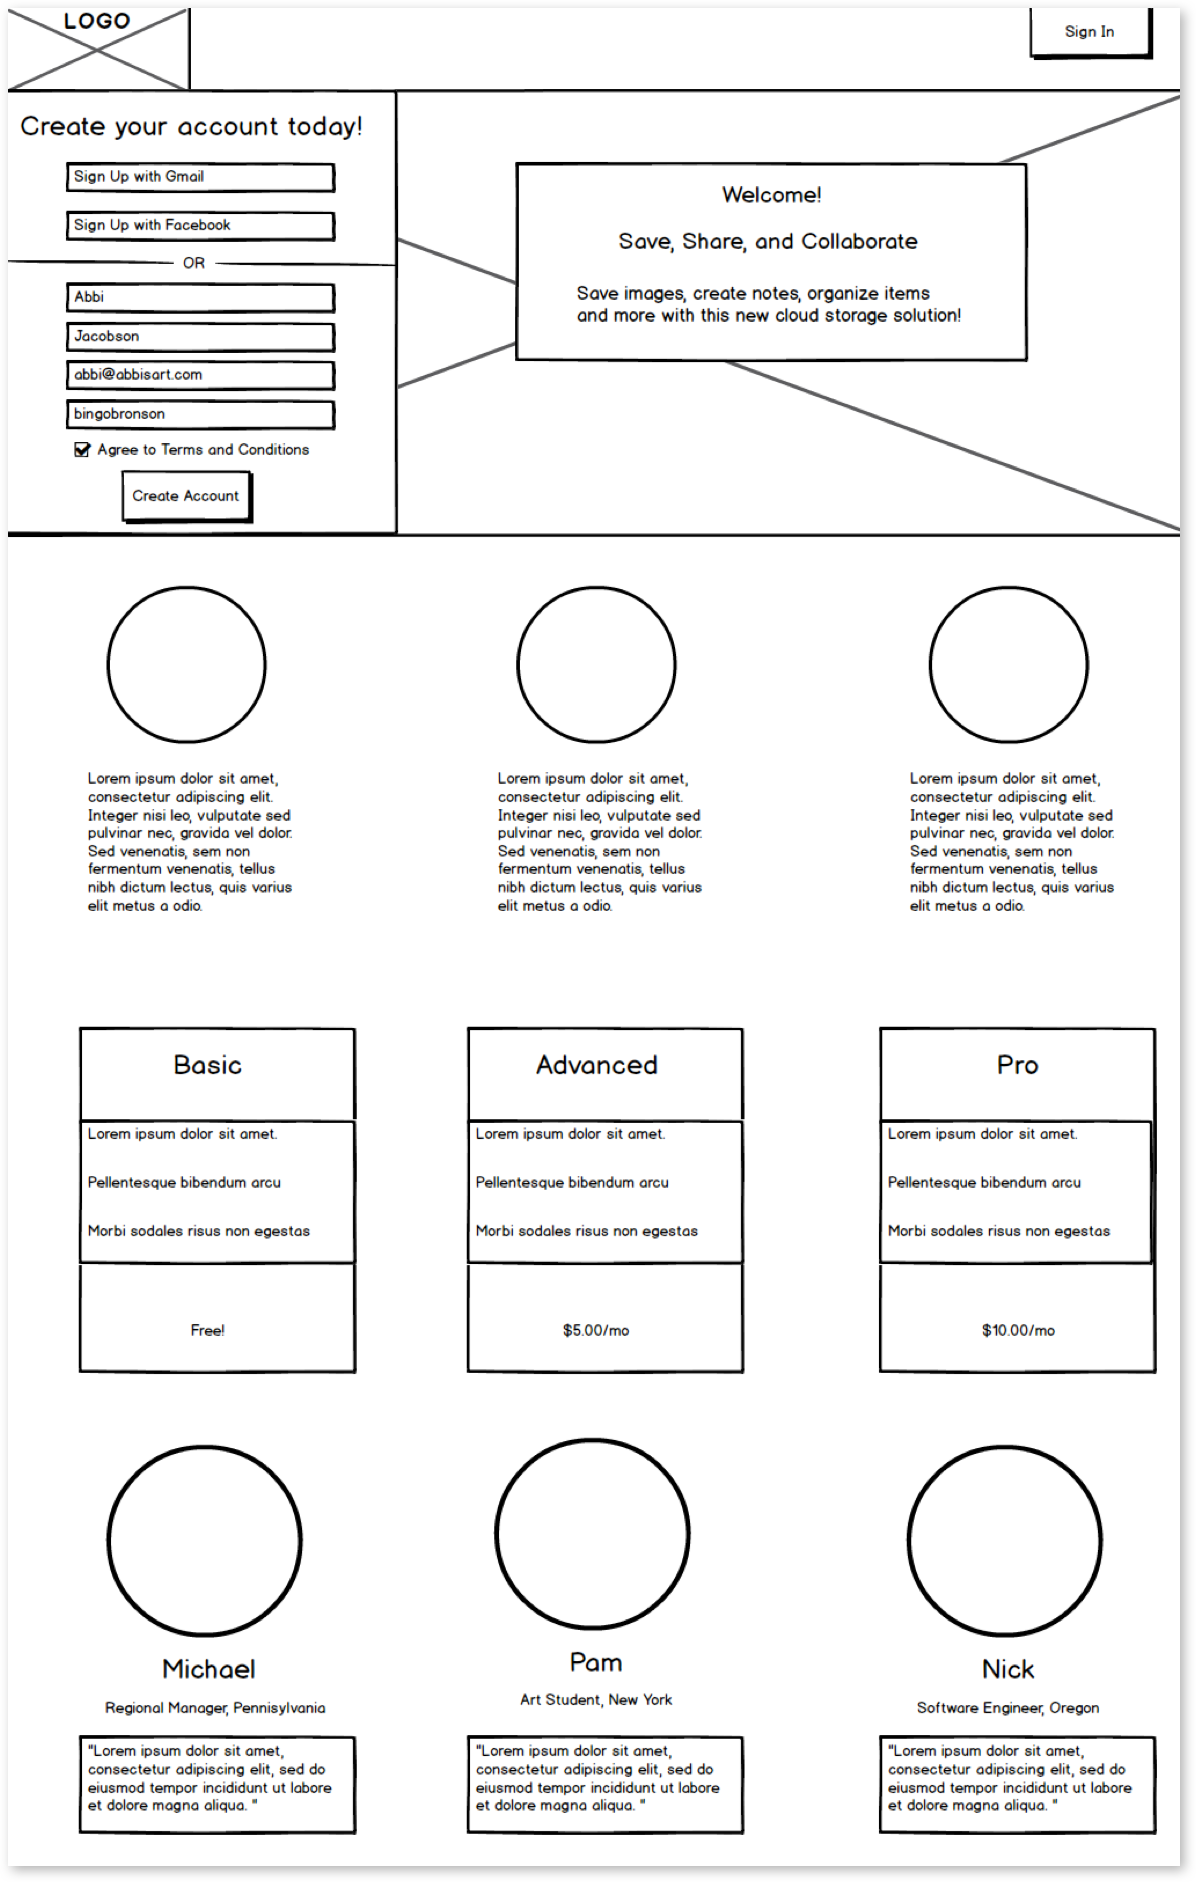 LOGO
Sign In
Create your account today!
Sign Up with Gmail
Sign Up with Facebook
OR
Abbi
Jacobson
abbi@abbisart.com
bingobronson
Agree to Terms and Conditions
Create Account
Welcome!
Save, Share, and Collaborate
Save images, create notes, organize items
and more with this new cloud storage solution!
Lorem ipsum dolor sit amet,
consectetur adipiscing elit.
Integer nisi leo, vulputate sed
pulvinar nec, gravida vel dolor.
Sed venenatis, sem non
fermentum venenatis, tellus
nibh dictum lectus, quis varius
elit metus a odio.
Lorem ipsum dolor sit amet,
consectetur adipiscing elit.
Integer nisi leo, vulputate sed
pulvinar nec, gravida vel dolor.
Sed venenatis, sem non
fermentum venenatis, tellus
nibh dictum lectus, quis varius
elit metus a odio.
Lorem ipsum dolor sit amet,
consectetur adipiscing elit.
Integer nisi leo, vulputate sed
pulvinar nec, gravida vel dolor.
Sed venenatis, sem non
fermentum venenatis, tellus
nibh dictum lectus, quis varius
elit metus a odio.
Basic
Lorem ipsum dolor sit amet.
Pellentesque bibendum arcu
Morbi sodales risus non egestas
Free!
Advanced
Lorem ipsum dolor sit amet.
Pellentesque bibendum arcu
Morbi sodales risus non egestas
$5.00/mo
Pro
Lorem ipsum dolor sit amet.
Pellentesque bibendum arcu
Morbi sodales risus non egestas
$10.00/mo
Michael
Regional Manager, Pennisylvania
"Lorem ipsum dolor sit amet,
consectetur adipiscing elit, sed do
eiusmod tempor incididunt ut labore
et dolore magna aliqua. "
Pam
Art Student, New York
"Lorem ipsum dolor sit amet,
consectetur adipiscing elit, sed do
eiusmod tempor incididunt ut labore
et dolore magna aliqua. "
Nick
Software Engineer, Oregon
"Lorem ipsum dolor sit amet,
consectetur adipiscing elit, sed do
eiusmod tempor incididunt ut labore
et dolore magna aliqua. "